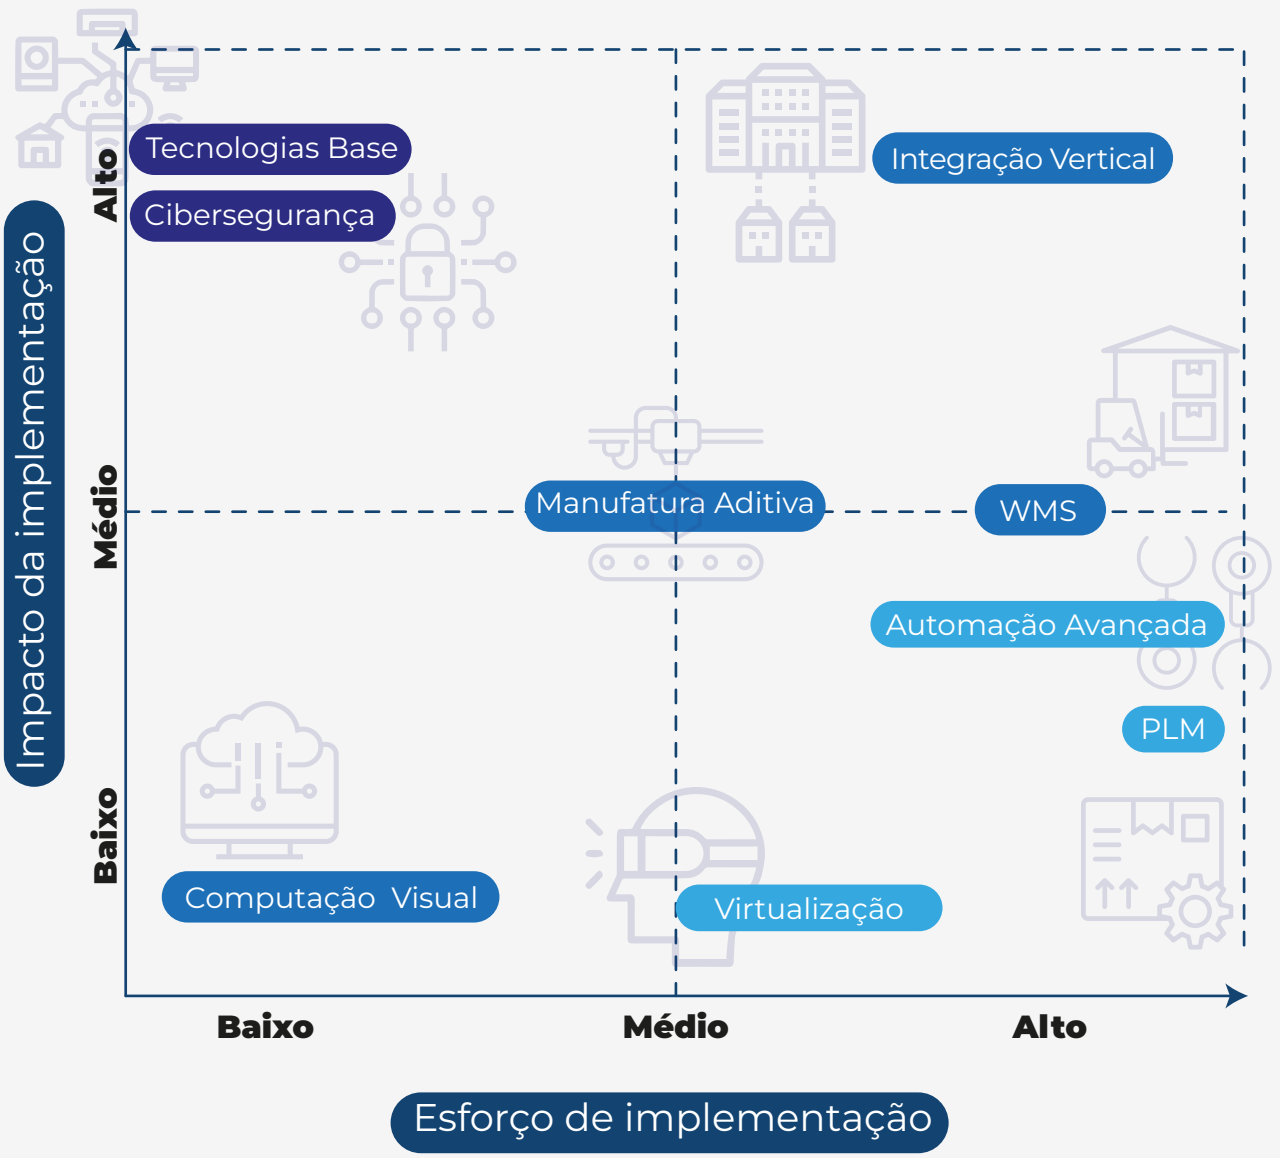 Impacto da implementação
Alto
Médio
Baixo
Tecnologias Base
Cibersegurança
Integração Vertical
Manufatura Aditiva
WMS
Automação Avançada
PLM
Computação Visual
Virtualização
Baixo
Médio
Alto
Esforço de implementação